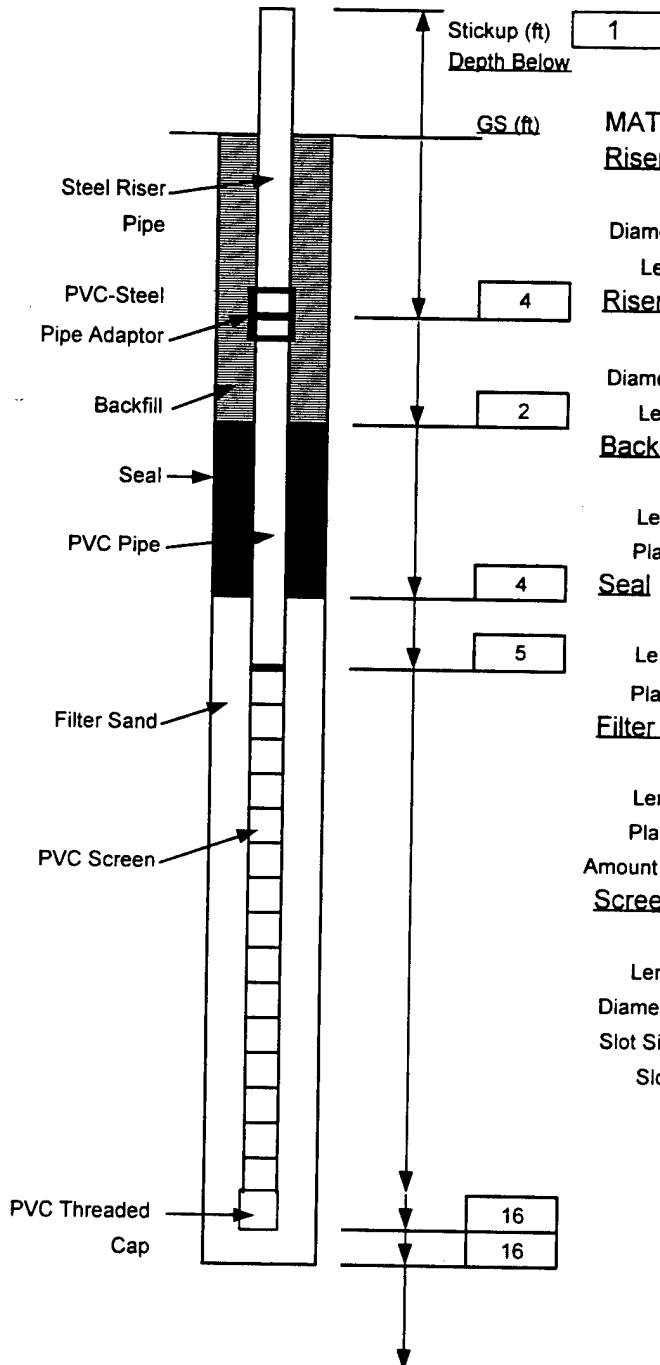 Stickup (ft) 1
Depth Below
GS (ft)
MAT
Riser
Steel Riser
Pipe
Diame
Le
PVC-Steel
4
Riser
Pipe Adaptor
Diame
Backfill
2
Le
Back
Seal
Le
PVC Pipe
Pla
4
Seal
5
Le
Pla
Filter Sand
Filter
Ler
Pla
PVC Screen
Amount
Scree
Ler
Diame
Slot Si
Slo
PVC Threaded
16
Cap
16